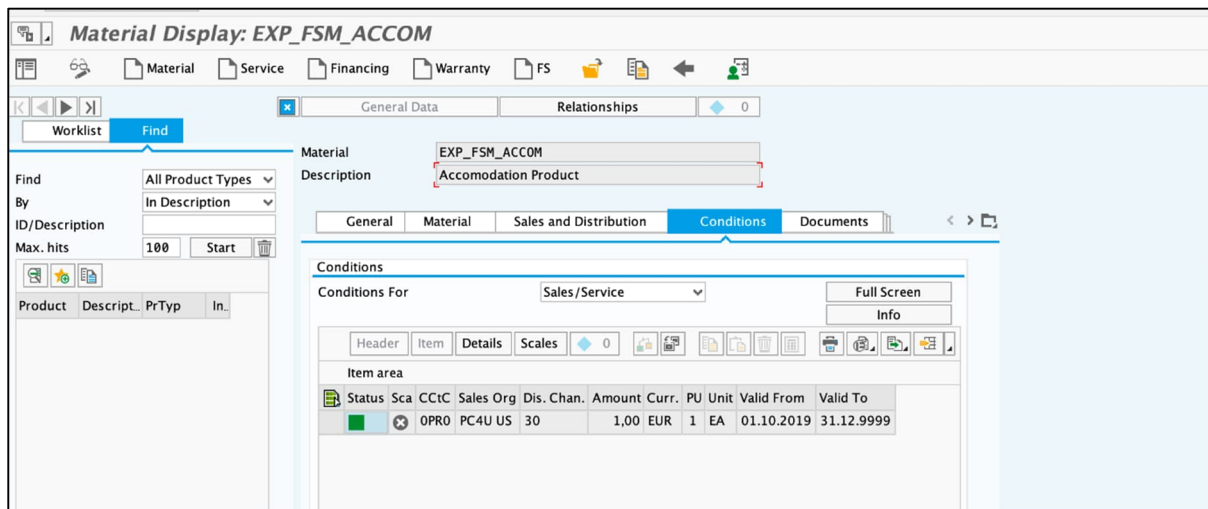 Material Display: EXP_FSM_ACCOM
Material Service Financing Warranty FS
General Data Relationships 0
Worklist Find
Material EXP_FSM_ACCOM
Description Accomodation Product
Find All Product Types
By In Description
ID/Description
Max. hits 100 Start
General Material Sales and Distribution Conditions Documents
Conditions
Conditions For Sales/Service Full Screen
Info
Product Descript.. PrTyp In..
Header Item Details Scales 0
Item area
Status Sca CCtC Sales Org Dis. Chan. Amount Curr. PU Unit Valid From Valid To
0PR0 PC4U US 30 1,00 EUR 1 EA 01.10.2019 31.12.9999